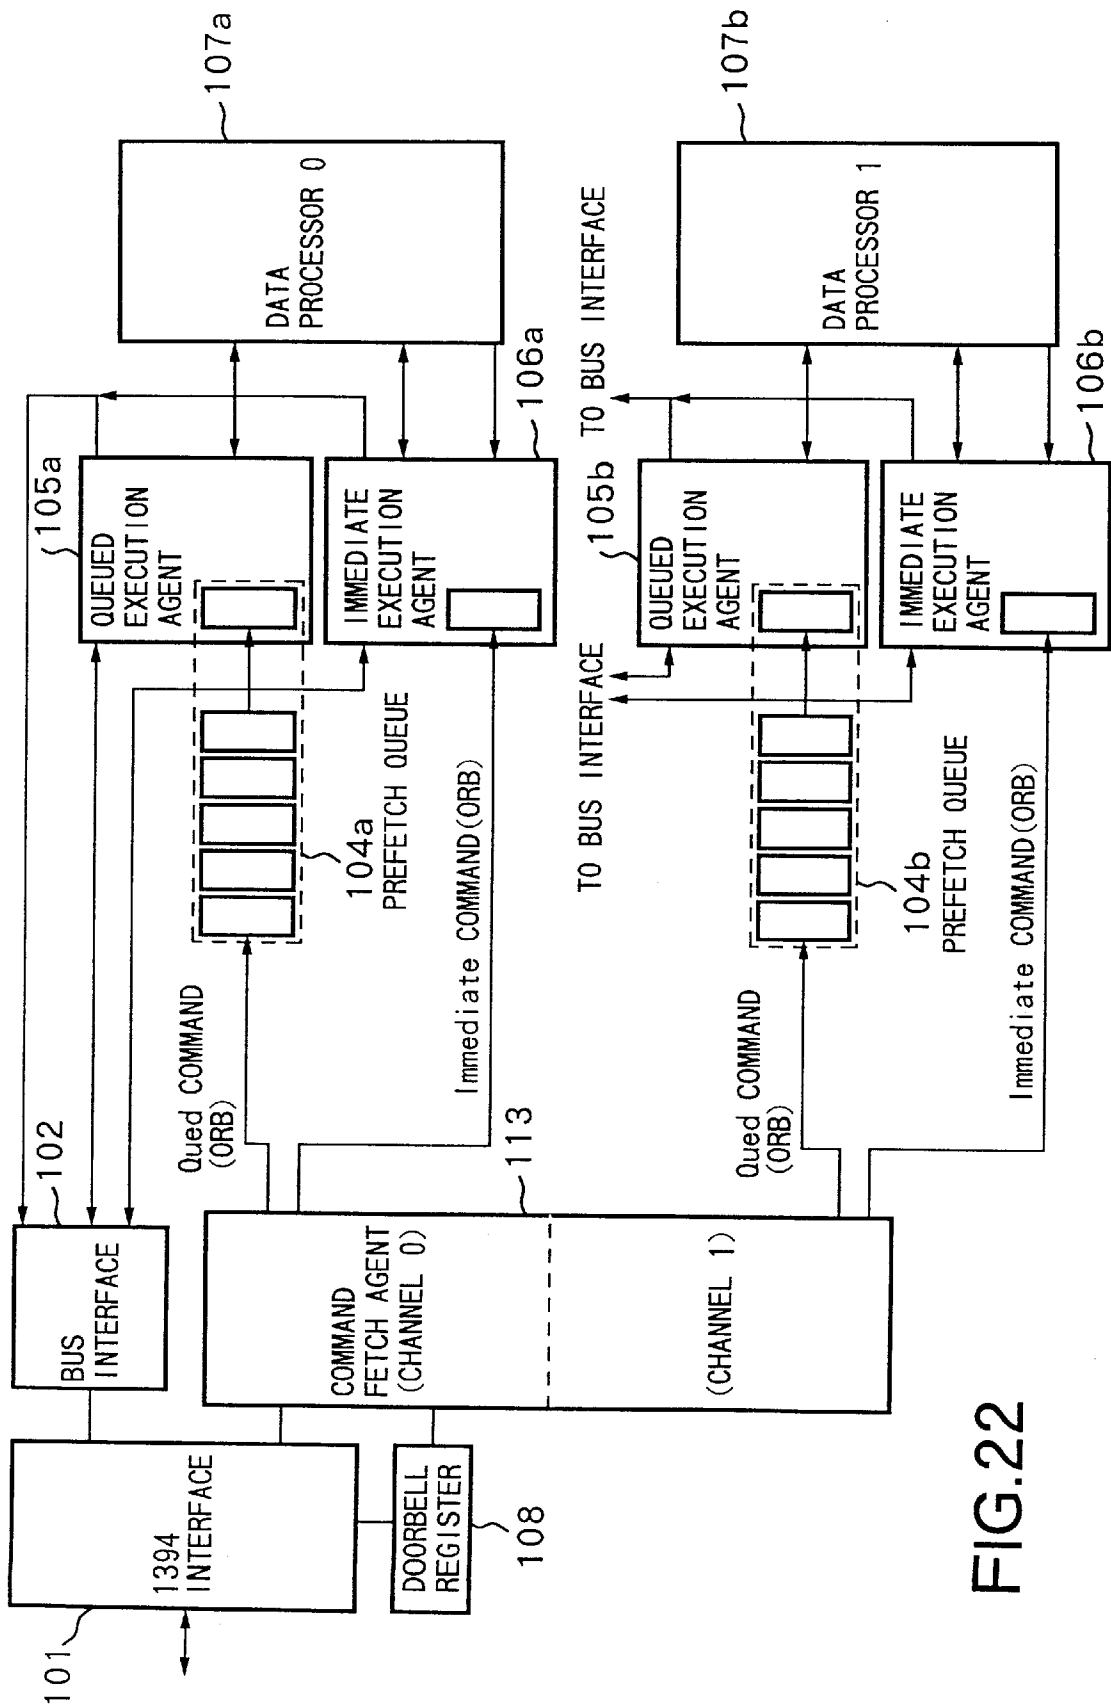 101
1394
INTERFACE
DOORBELL
REGISTER
108
BUS
INTERFACE
102
COMMAND
FETCH AGENT
(CHANNEL 0)
(CHANNEL 1)
113
Qued COMMAND
(ORB)
Immediate COMMAND(ORB)
104a
PREFETCH QUEUE
105a
QUEUED
EXECUTION
AGENT
IMMEDIATE
EXECUTION
AGENT
106a
DATA
PROCESSOR 0
107a
Qued COMMAND
(ORB)
Immediate COMMAND(ORB)
104b
PREFETCH QUEUE
TO BUS INTERFACE
105b
TO BUS INTERFACE
QUEUED
EXECUTION
AGENT
IMMEDIATE
EXECUTION
AGENT
106b
DATA
PROCESSOR 1
107b
FIG.22